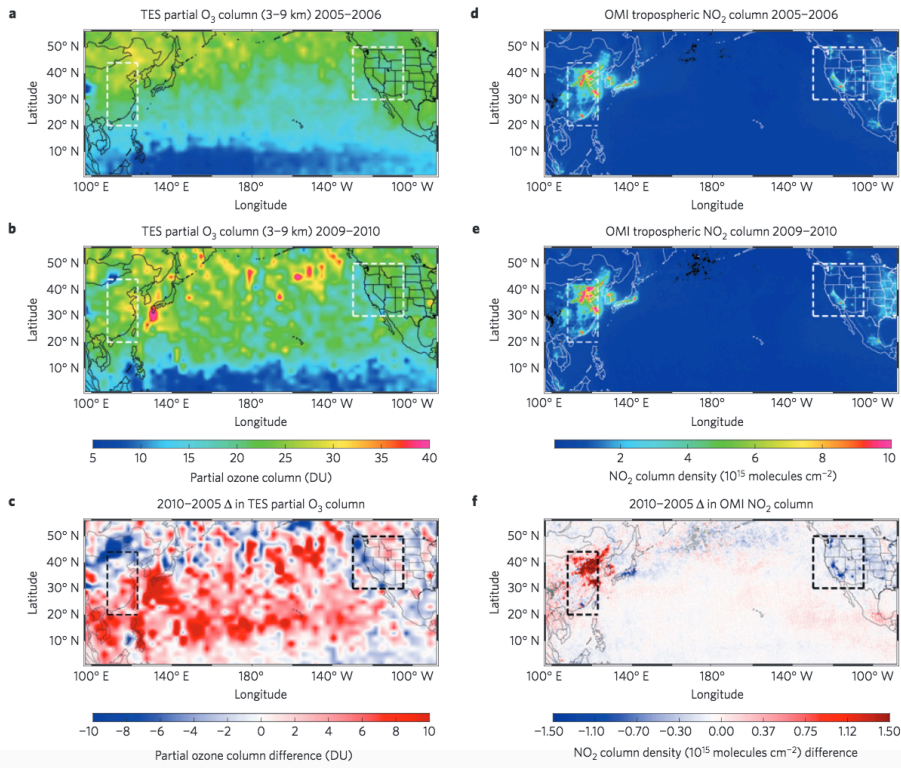 a
TES partial O₃ column (3–9 km) 2005–2006
50° N
40° N
30° N
20° N
10° N
Latitude
100° E 140° E 180° 140° W 100° W
Longitude
d
OMI tropospheric NO₂ column 2005–2006
50° N
40° N
30° N
20° N
10° N
Latitude
100° E 140° E 180° 140° W 100° W
Longitude
b
TES partial O₃ column (3–9 km) 2009–2010
50° N
40° N
30° N
20° N
10° N
Latitude
100° E 140° E 180° 140° W 100° W
Longitude
5 10 15 20 25 30 35 40
Partial ozone column (DU)
e
OMI tropospheric NO₂ column 2009–2010
50° N
40° N
30° N
20° N
10° N
Latitude
100° E 140° E 180° 140° W 100° W
Longitude
2 4 6 8 10
NO₂ column density (10¹⁵ molecules cm⁻²)
c
2010–2005 Δ in TES partial O₃ column
50° N
40° N
30° N
20° N
10° N
Latitude
100° E 140° E 180° 140° W 100° W
Longitude
−10 −8 −6 −4 −2 0 2 4 6 8 10
Partial ozone column difference (DU)
f
2010–2005 Δ in OMI NO₂ column
50° N
40° N
30° N
20° N
10° N
Latitude
100° E 140° E 180° 140° W 100° W
Longitude
−1.50 −1.10 −0.70 −0.30 0.00 0.37 0.75 1.12 1.50
NO₂ column density (10¹⁵ molecules cm⁻²) difference